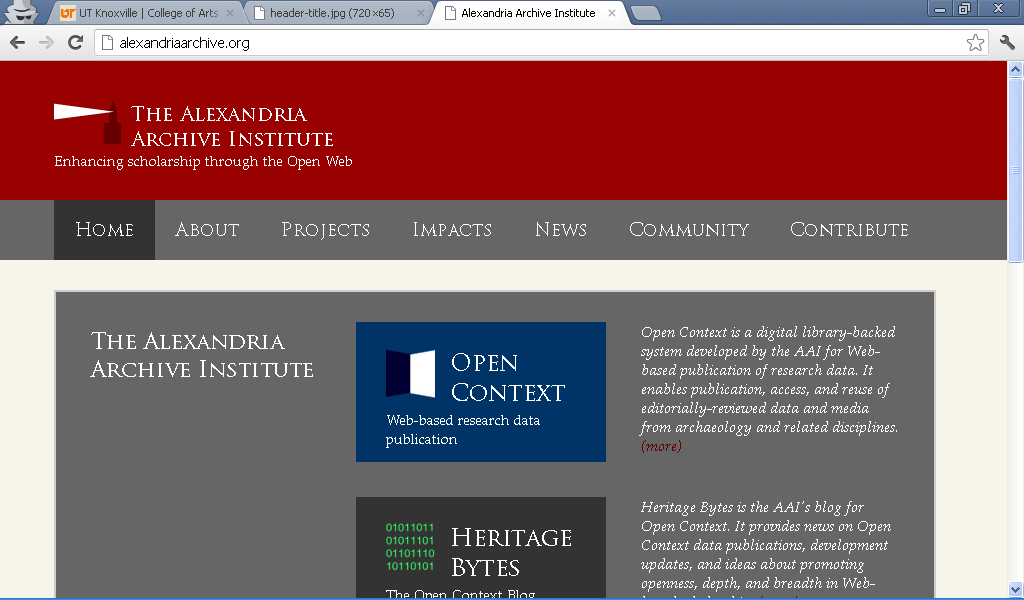 UT Knoxville | College of Arts
header-title.jpg (720×65)
Alexandria Archive Institute
alexandriaarchive.org
The Alexandria
Archive Institute
Enhancing scholarship through the Open Web
Home About Projects Impacts News Community Contribute
The Alexandria
Archive Institute
Open
Context
Web-based research data
publication
Open Context is a digital library-backed
system developed by the AAI for Web-
based publication of research data. It
enables publication, access, and reuse of
editorially-reviewed data and media
from archaeology and related disciplines.
(more)
01011011
01011101
01101110
10110101
Heritage
Bytes
The Open Context Blog
Heritage Bytes is the AAI's blog for
Open Context. It provides news on Open
Context data publications, development
updates, and ideas about promoting
openness, depth, and breadth in Web-